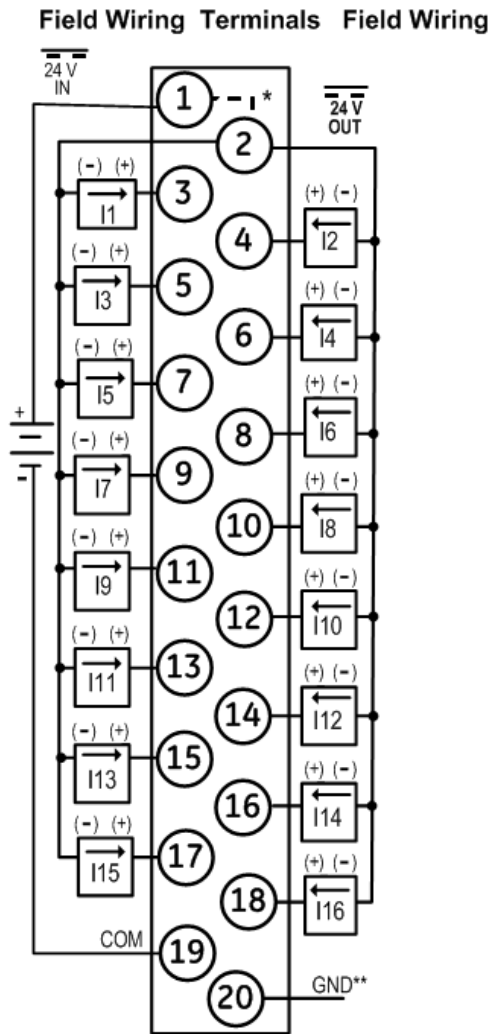 Field Wiring Terminals Field Wiring
24 V
IN
1 *
24 V
OUT
2
(-) (+)
I1
3
(+) (-)
I2
4
(-) (+)
I3
5
(+) (-)
I4
6
(-) (+)
I5
7
(+) (-)
I6
8
+
-
(-) (+)
I7
9
(+) (-)
I8
10
(-) (+)
I9
11
(+) (-)
I10
12
(-) (+)
I11
13
(+) (-)
I12
14
(-) (+)
I13
15
(+) (-)
I14
16
(-) (+)
I15
17
(+) (-)
I16
18
COM
19
20
GND**